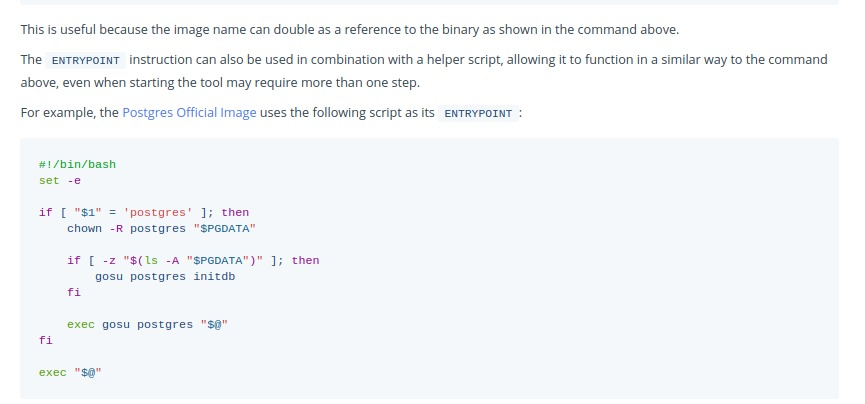 This is useful because the image name can double as a reference to the binary as shown in the command above.
The ENTRYPOINT instruction can also be used in combination with a helper script, allowing it to function in a similar way to the command
above, even when starting the tool may require more than one step.
For example, the Postgres Official Image uses the following script as its ENTRYPOINT :
#!/bin/bash
set -e
if [ "$1" = 'postgres' ]; then
    chown -R postgres "$PGDATA"
    if [ -z "$(ls -A "$PGDATA")" ]; then
        gosu postgres initdb
    fi
    exec gosu postgres "$@"
fi
exec "$@"